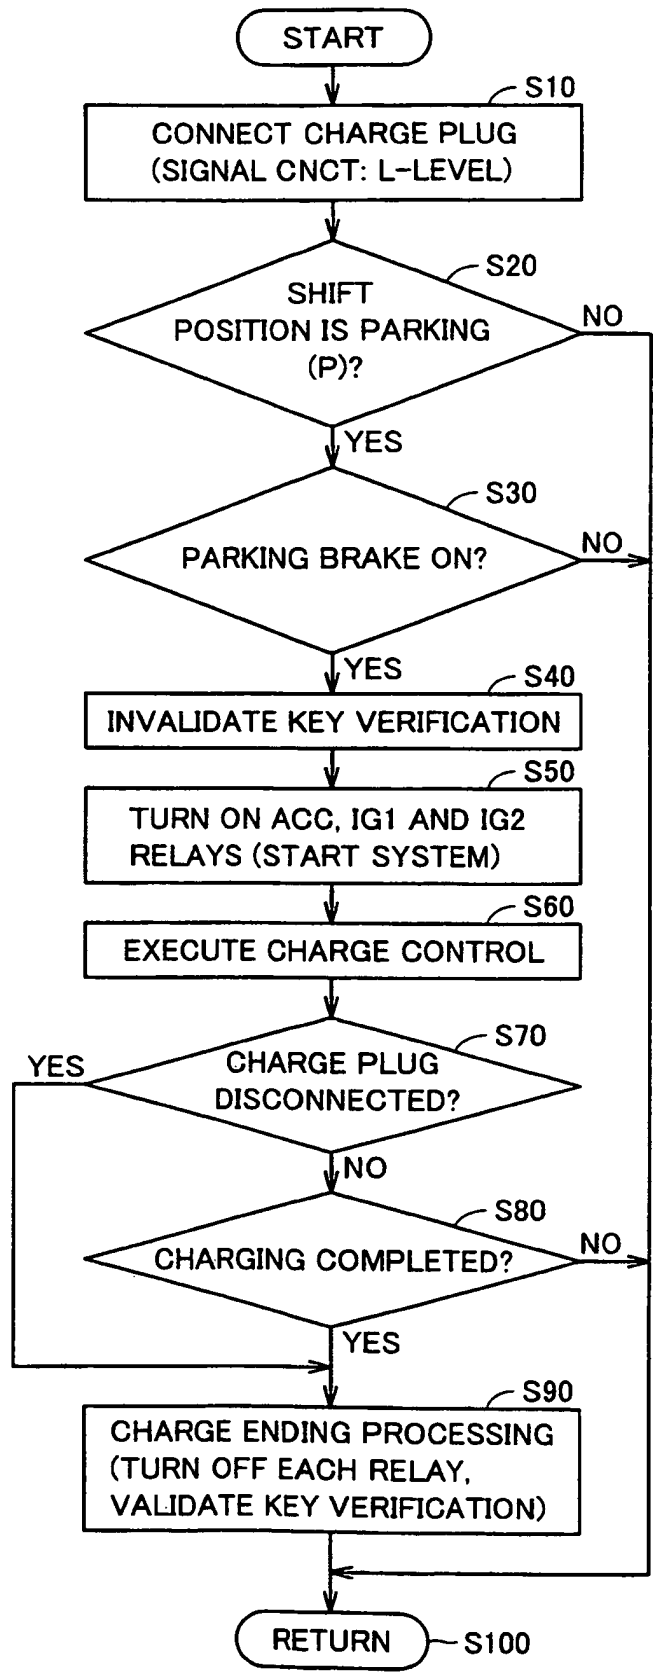 START
S10
CONNECT CHARGE PLUG
(SIGNAL CNCT: L-LEVEL)
S20
SHIFT
POSITION IS PARKING
(P)?
NO
YES
S30
PARKING BRAKE ON?
NO
YES
S40
INVALIDATE KEY VERIFICATION
S50
TURN ON ACC, IG1 AND IG2
RELAYS (START SYSTEM)
S60
EXECUTE CHARGE CONTROL
S70
YES
CHARGE PLUG
DISCONNECTED?
NO
S80
CHARGING COMPLETED?
NO
YES
S90
CHARGE ENDING PROCESSING
(TURN OFF EACH RELAY,
VALIDATE KEY VERIFICATION)
RETURN
S100